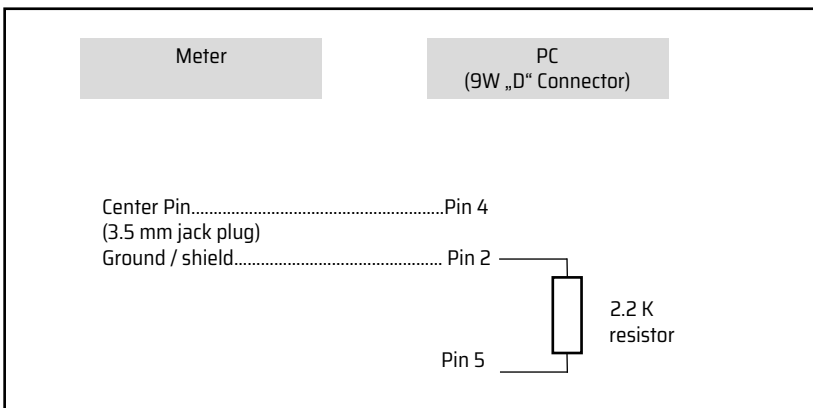 Meter
PC
(9W „D“ Connector)
Center Pin.........................................................Pin 4
(3.5 mm jack plug)
Ground / shield............................................... Pin 2
2.2 K
resistor
Pin 5